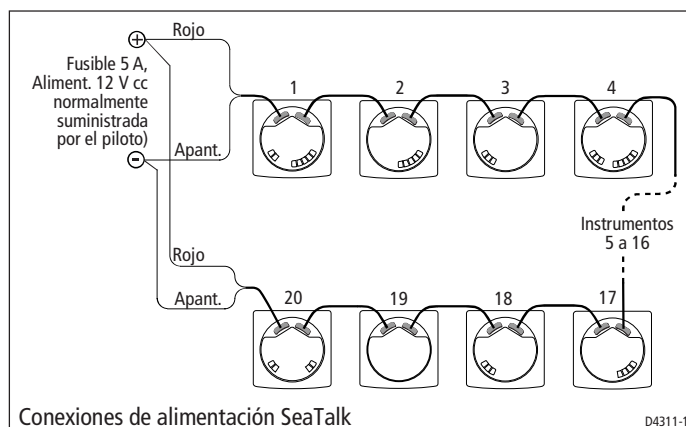 Rojo
Fusible 5 A,
Aliment. 12 V cc
normalmente
suministrada
por el piloto)
Apant.
1
2
3
4
Instrumentos
5 a 16
Rojo
Apant.
20
19
18
17
Conexiones de alimentación SeaTalk
D4311-1